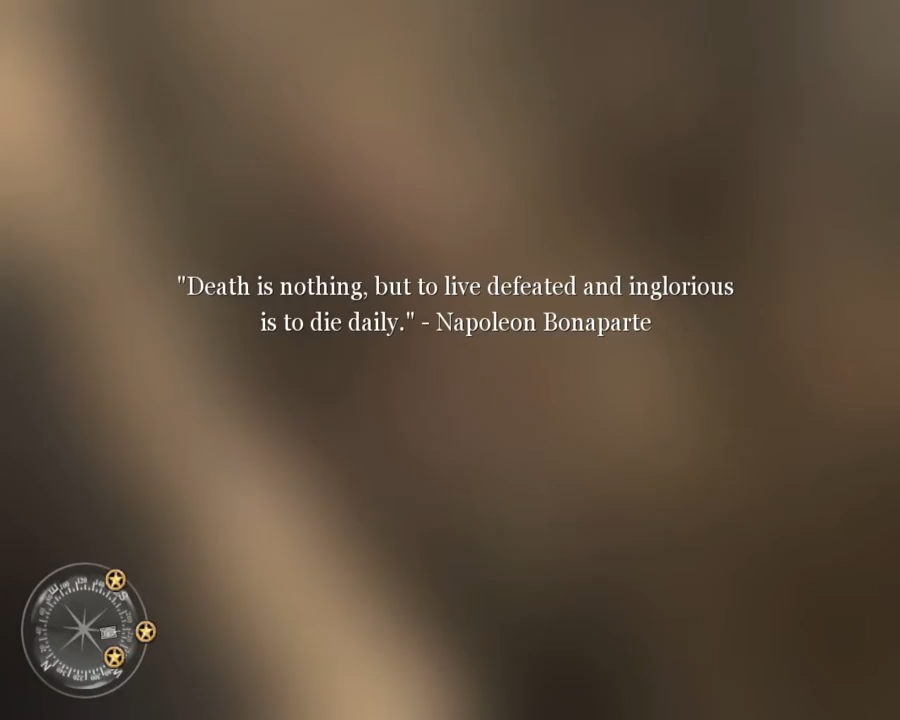 "Death is nothing, but to live defeated and inglorious
is to die daily." - Napoleon Bonaparte
N